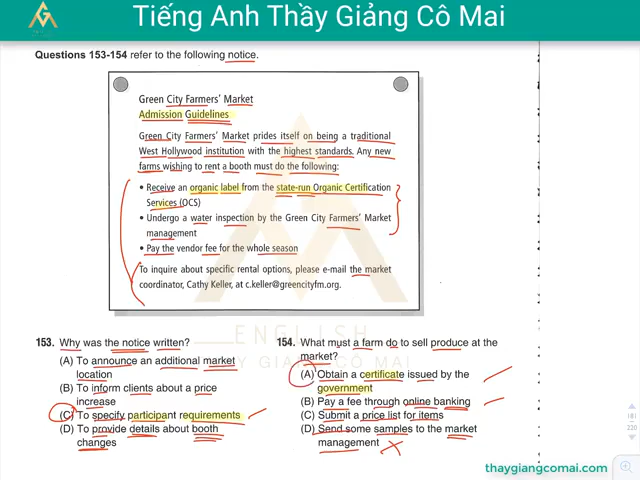 Tiếng Anh Thầy Giảng Cô Mai
Questions 153-154 refer to the following notice.
Green City Farmers' Market
Admission Guidelines
Green City Farmers' Market prides itself on being a traditional
West Hollywood institution with the highest standards. Any new
farms wishing to rent a booth must do the following:
• Receive an organic label from the state-run Organic Certification
Services (OCS)
• Undergo a water inspection by the Green City Farmers' Market
management
• Pay the vendor fee for the whole season
To inquire about specific rental options, please e-mail the market
coordinator, Cathy Keller, at c.keller@greencityfm.org.
ENGLISH
THẦY GIẢNG CÔ MAI
153. Why was the notice written?
(A) To announce an additional market
location
(B) To inform clients about a price
increase
(C) To specify participant requirements
(D) To provide details about booth
changes
154. What must a farm do to sell produce at the
market?
(A) Obtain a certificate issued by the
government
(B) Pay a fee through online banking
(C) Submit a price list for items
(D) Send some samples to the market
management
181
220
thaygiangcomai.com